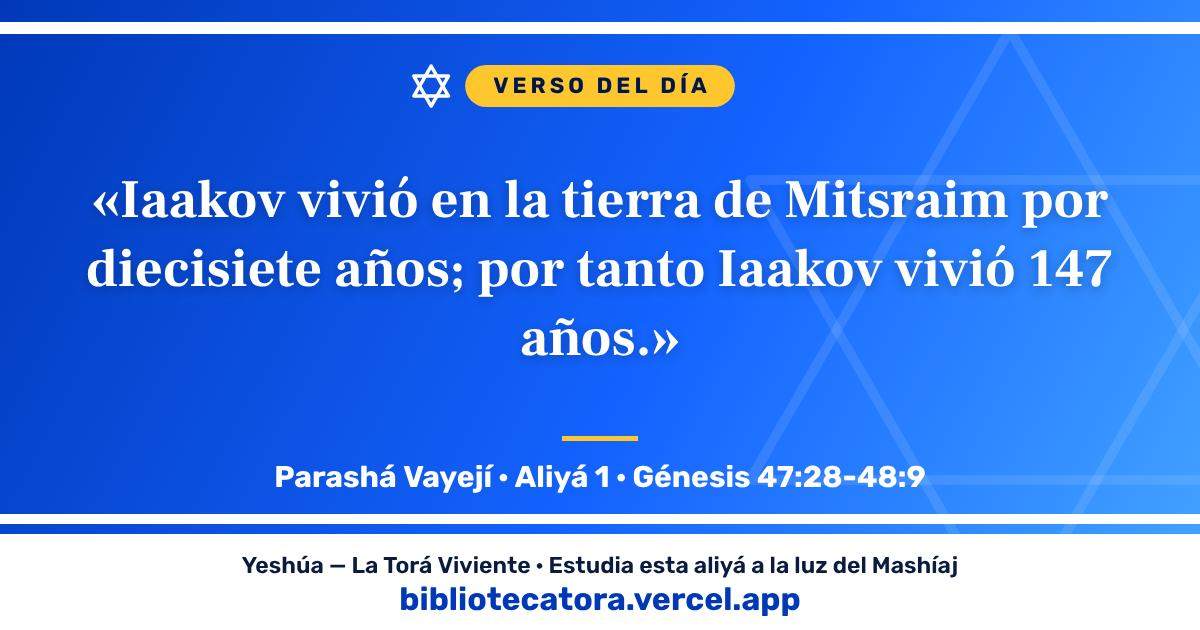 VERSO DEL DÍA
«Iaakov vivió en la tierra de Mitsraim por
diecisiete años; por tanto Iaakov vivió 147
años.»
Parashá Vayejí • Aliyá 1 • Génesis 47:28-48:9
Yeshúa — La Torá Viviente • Estudia esta aliyá a la luz del Mashíaj
bibliotecatora.vercel.app